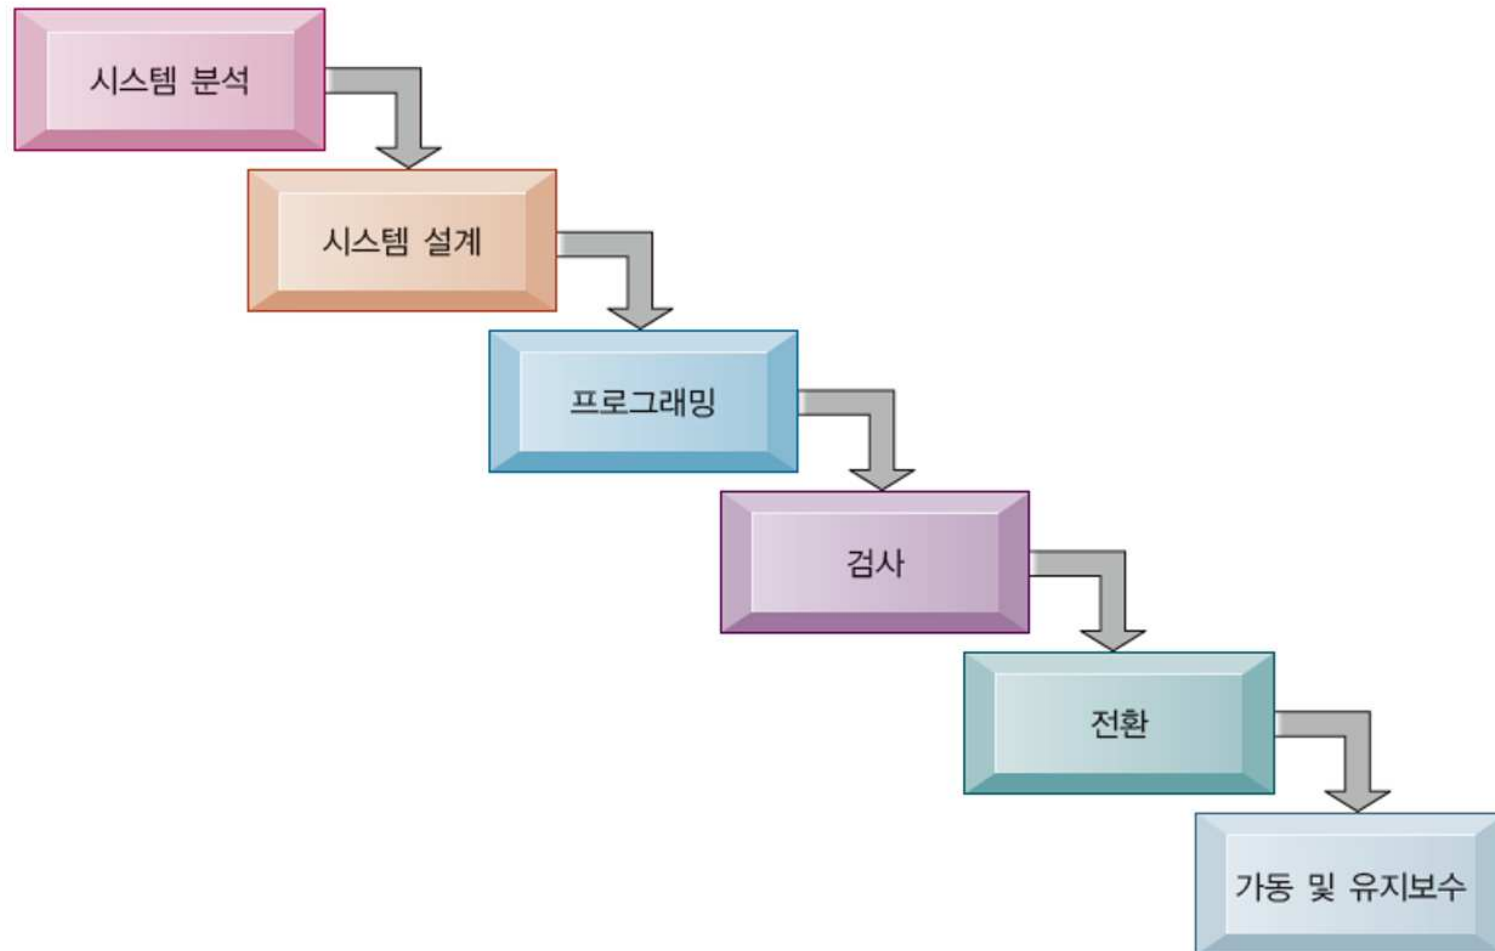 시스템 분석
시스템 설계
프로그래밍
검사
전환
가동 및 유지보수